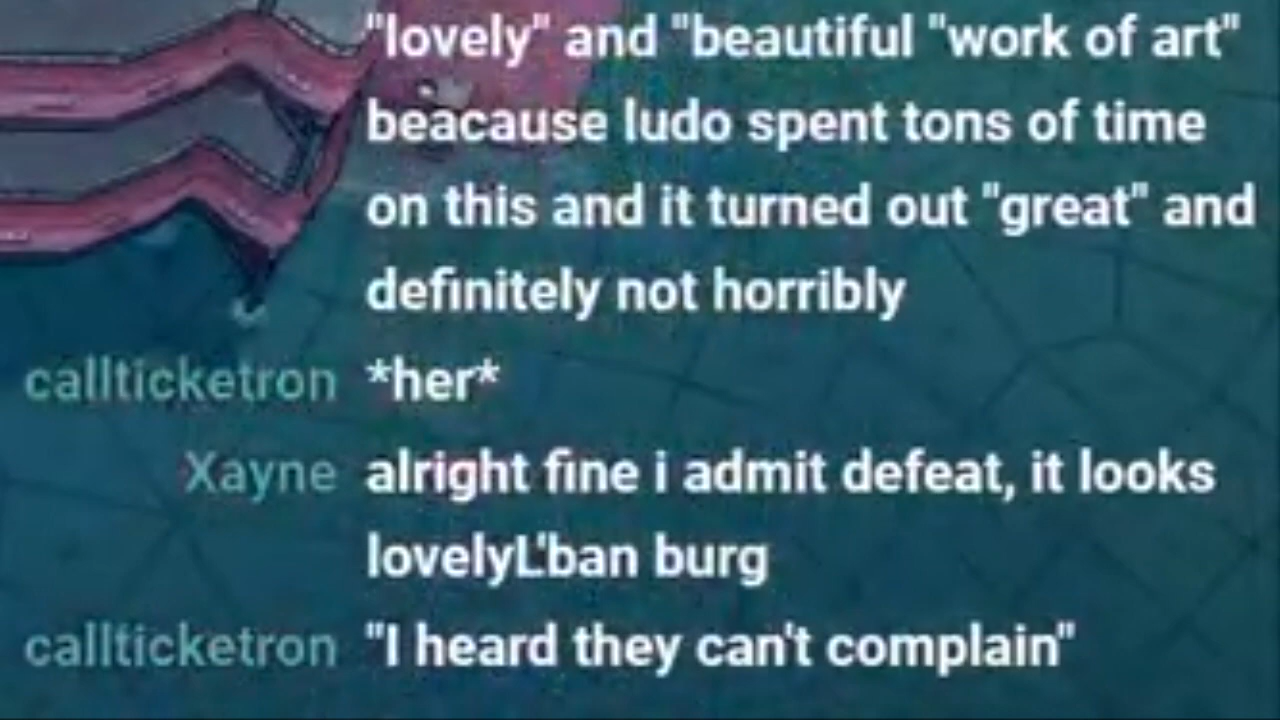 "lovely" and "beautiful "work of art"
beacause ludo spent tons of time
on this and it turned out "great" and
definitely not horribly
callticketron *her*
Xayne alright fine i admit defeat, it looks
lovelyL'ban burg
callticketron "I heard they can't complain"